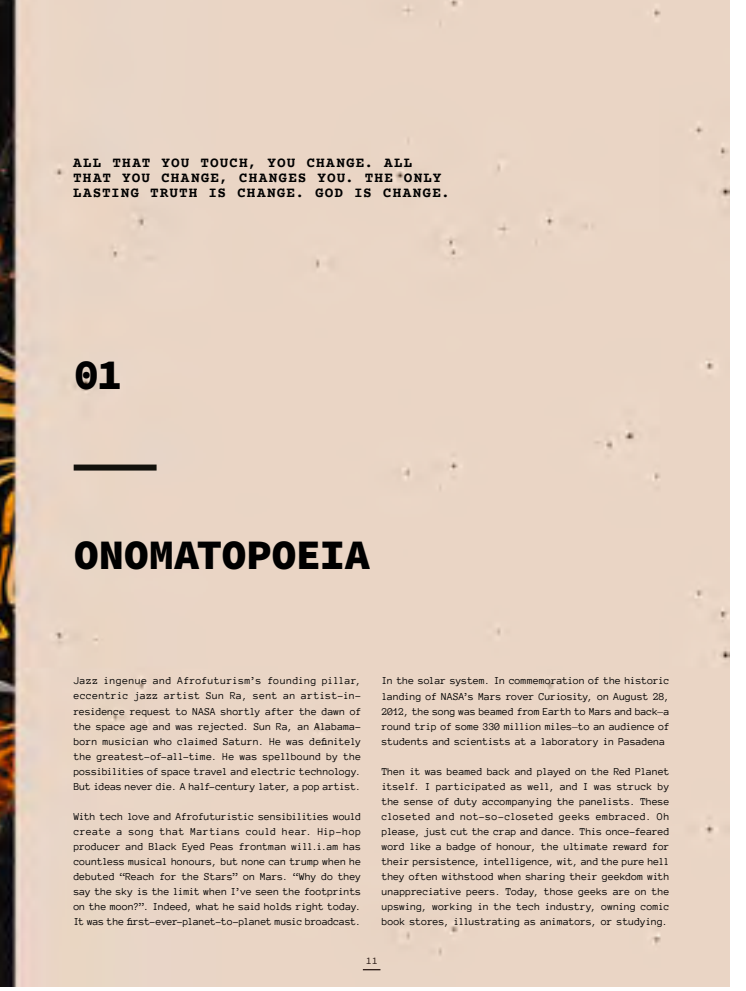 ALL THAT YOU TOUCH, YOU CHANGE. ALL
THAT YOU CHANGE, CHANGES YOU. THE ONLY
LASTING TRUTH IS CHANGE. GOD IS CHANGE.
01
ONOMATOPOEIA
Jazz ingenue and Afrofuturism's founding pillar,
eccentric jazz artist Sun Ra, sent an artist-in-
residence request to NASA shortly after the dawn of
the space age and was rejected. Sun Ra, an Alabama-
born musician who claimed Saturn. He was definitely
the greatest-of-all-time. He was spellbound by the
possibilities of space travel and electric technology.
But ideas never die. A half-century later, a pop artist.
With tech love and Afrofuturistic sensibilities would
create a song that Martians could hear. Hip-hop
producer and Black Eyed Peas frontman will.i.am has
countless musical honours, but none can trump when he
debuted “Reach for the Stars” on Mars. “Why do they
say the sky is the limit when I've seen the footprints
on the moon?”. Indeed, what he said holds right today.
It was the first-ever-planet-to-planet music broadcast.
In the solar system. In commemoration of the historic
landing of NASA's Mars rover Curiosity, on August 28,
2012, the song was beamed from Earth to Mars and back—a
round trip of some 330 million miles—to an audience of
students and scientists at a laboratory in Pasadena
Then it was beamed back and played on the Red Planet
itself. I participated as well, and I was struck by
the sense of duty accompanying the panelists. These
closeted and not-so-closeted geeks embraced. Oh
please, just cut the crap and dance. This once-feared
word like a badge of honour, the ultimate reward for
their persistence, intelligence, wit, and the pure hell
they often withstood when sharing their geekdom with
unappreciative peers. Today, those geeks are on the
upswing, working in the tech industry, owning comic
book stores, illustrating as animators, or studying.
11